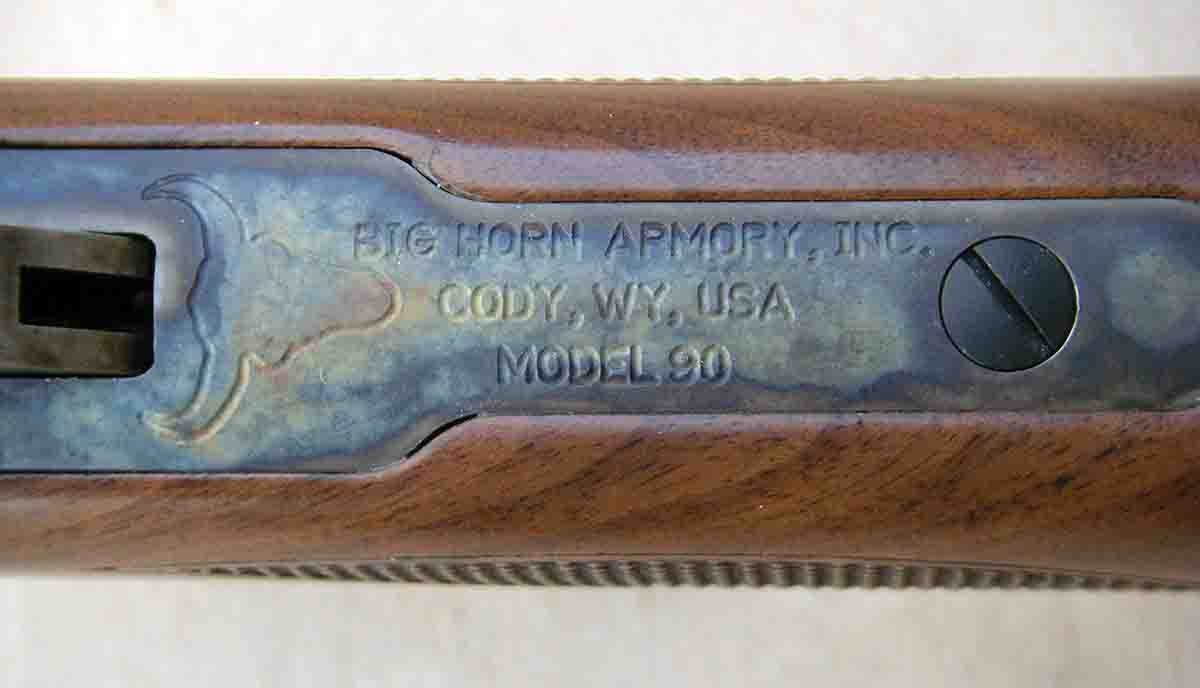 BIG HORN ARMORY, INC.
CODY, WY, USA
MODEL 90